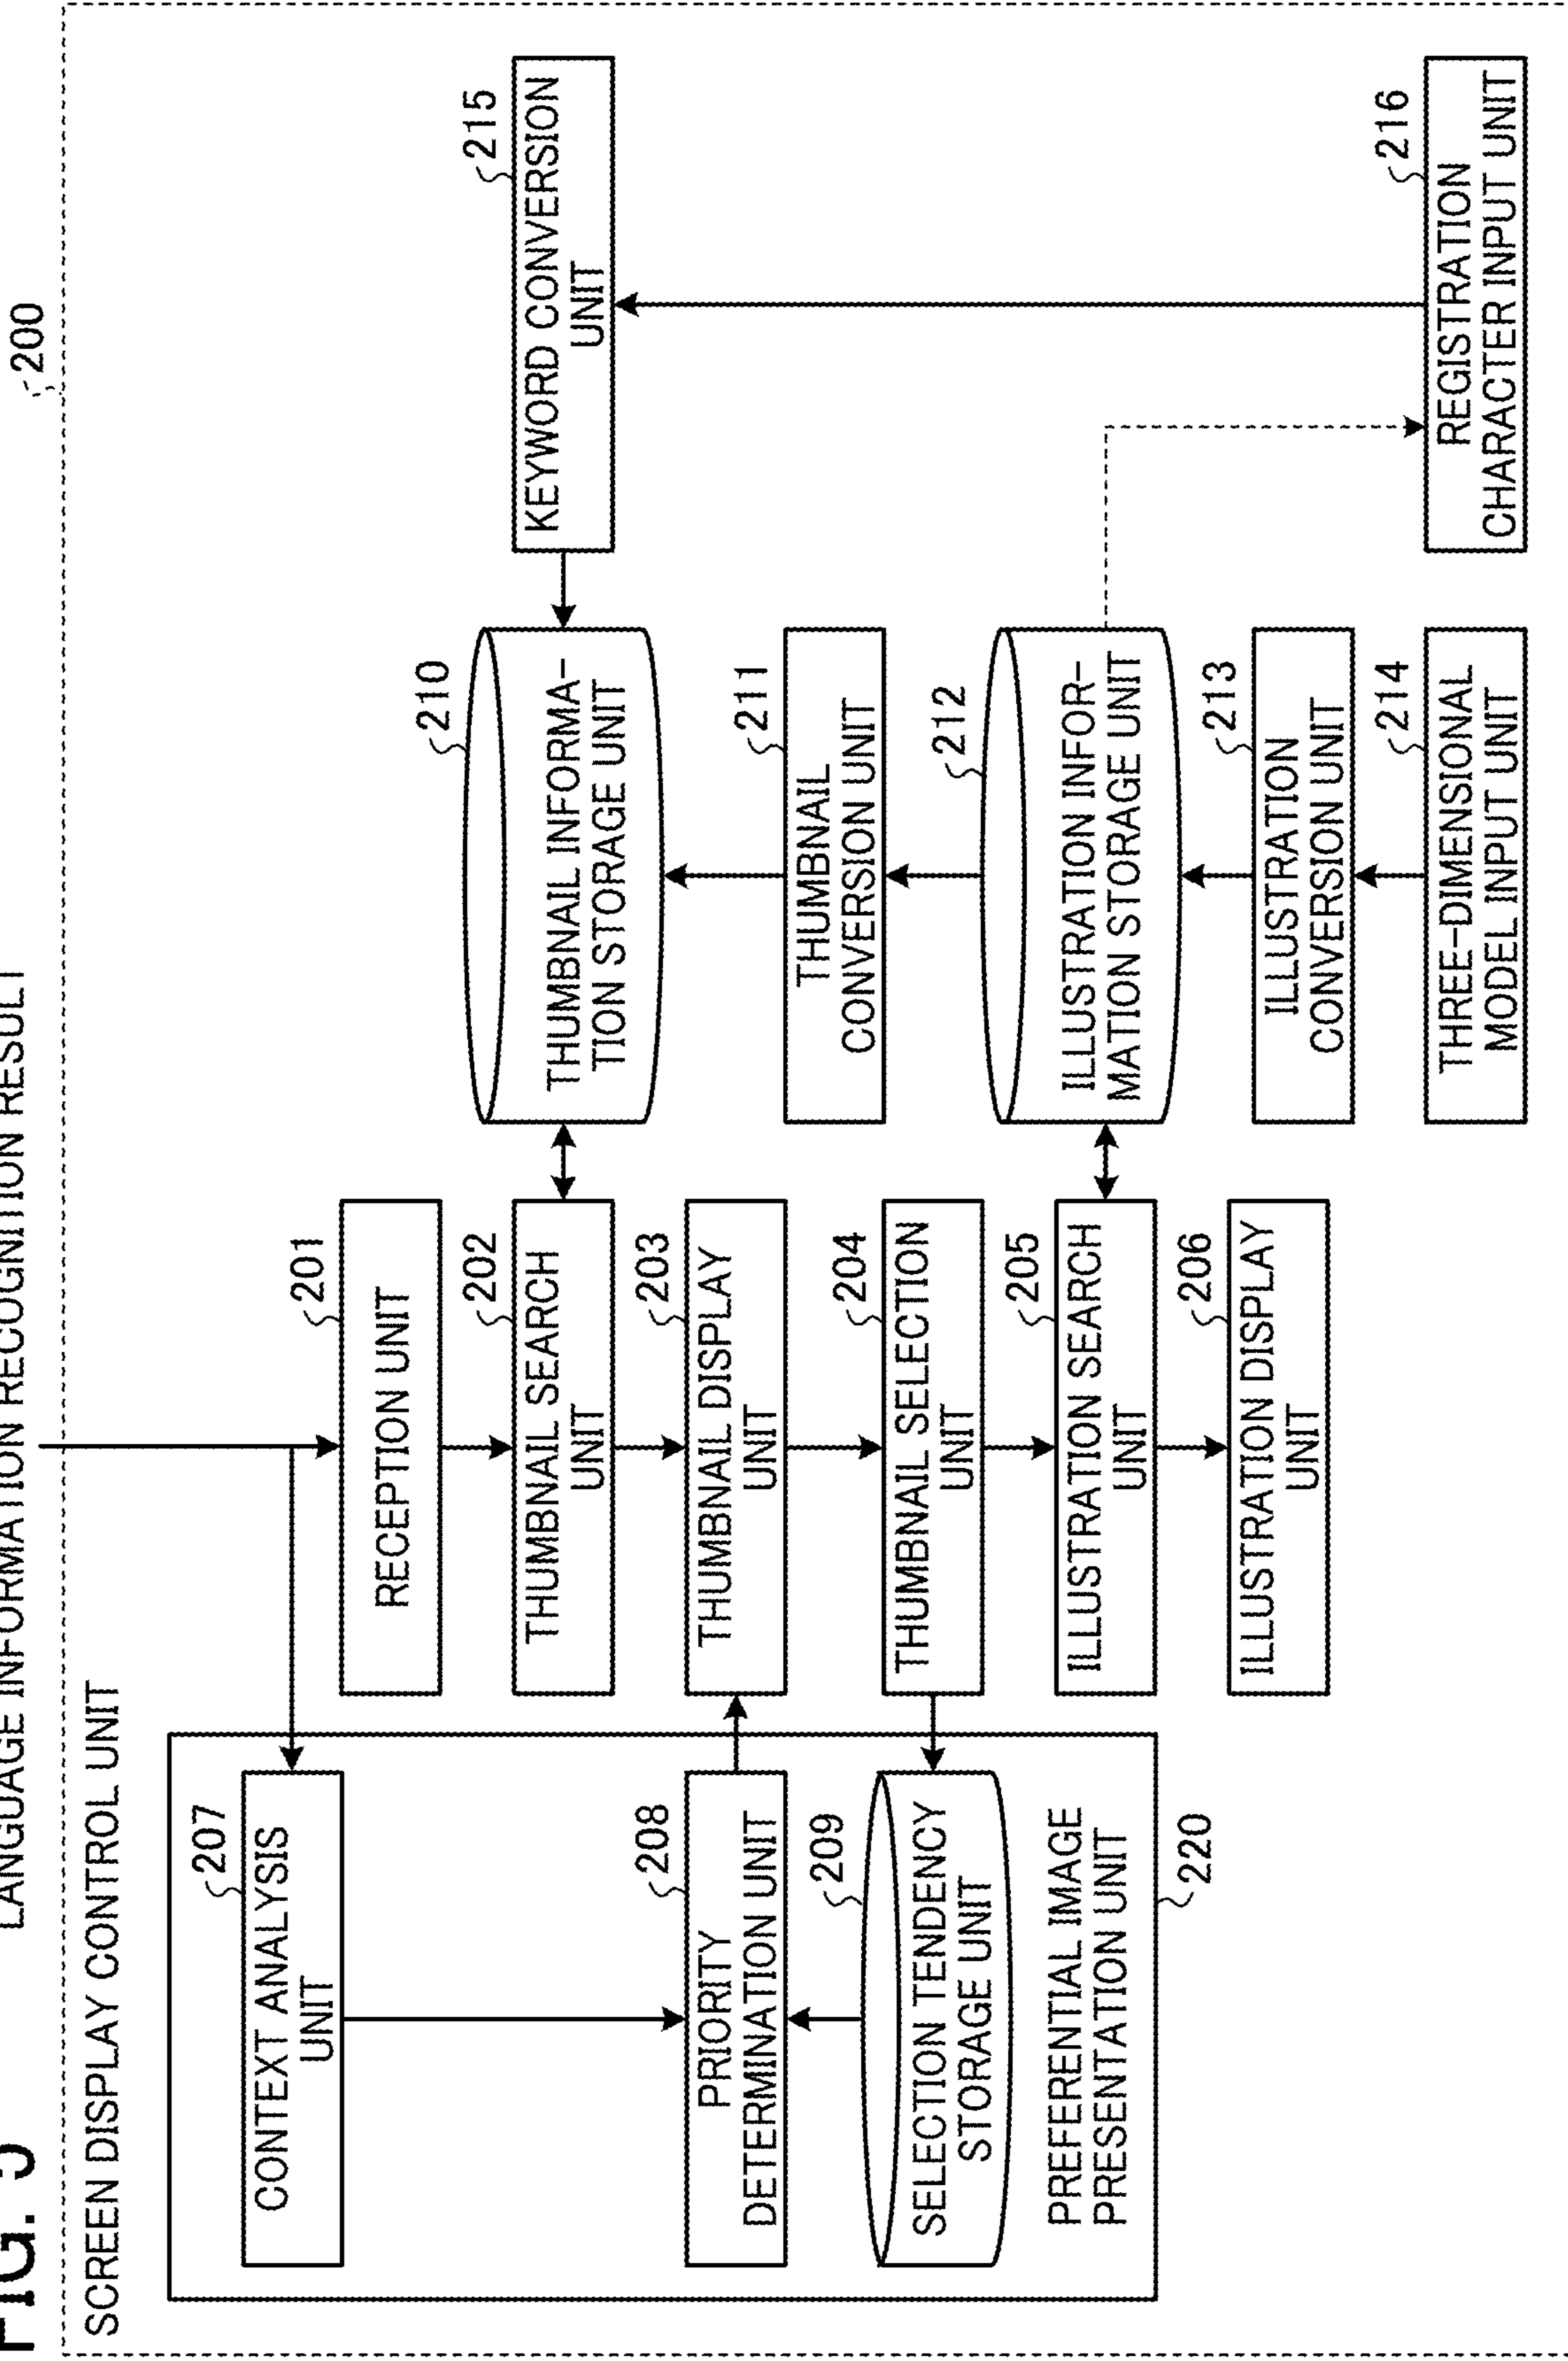 FIG. 5
LANGUAGE INFORMATION RECOGNITION RESULT
200
SCREEN DISPLAY CONTROL UNIT
207
CONTEXT ANALYSIS
UNIT
208
PRIORITY
DETERMINATION UNIT
209
SELECTION TENDENCY
STORAGE UNIT
PREFERENTIAL IMAGE
PRESENTATION UNIT
220
201
RECEPTION UNIT
202
THUMBNAIL SEARCH
UNIT
203
THUMBNAIL DISPLAY
UNIT
204
THUMBNAIL SELECTION
UNIT
205
ILLUSTRATION SEARCH
UNIT
206
ILLUSTRATION DISPLAY
UNIT
210
THUMBNAIL INFORMA-
TION STORAGE UNIT
211
THUMBNAIL
CONVERSION UNIT
212
ILLUSTRATION INFOR-
MATION STORAGE UNIT
213
ILLUSTRATION
CONVERSION UNIT
214
THREE-DIMENSIONAL
MODEL INPUT UNIT
215
KEYWORD CONVERSION
UNIT
216
REGISTRATION
CHARACTER INPUT UNIT